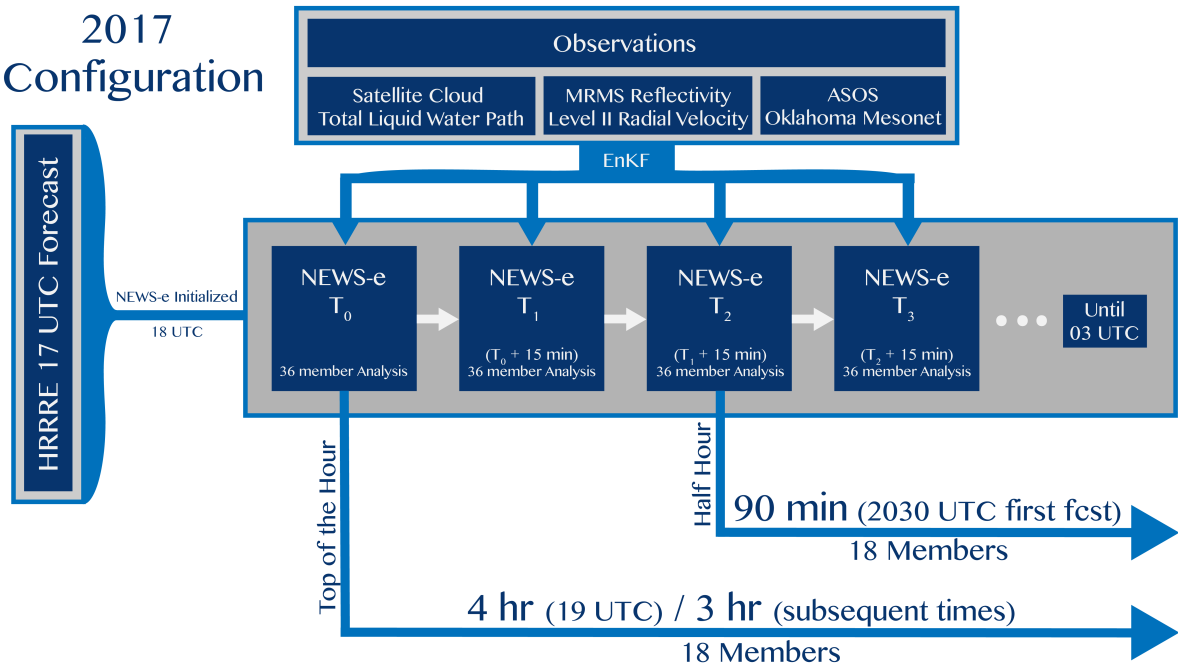 2017
Configuration
Observations
Satellite Cloud
Total Liquid Water Path
MRMS Reflectivity
Level II Radial Velocity
ASOS
Oklahoma Mesonet
EnKF
HRRRE 17 UTC Forecast
NEWS-e Initialized
18 UTC
NEWS-e
T0
36 member Analysis
NEWS-e
T1
(T0 + 15 min)
36 member Analysis
NEWS-e
T2
(T1 + 15 min)
36 member Analysis
NEWS-e
T3
(T2 + 15 min)
36 member Analysis
Until
03 UTC
Top of the Hour
Half Hour
90 min (2030 UTC first fcst)
18 Members
4 hr (19 UTC) / 3 hr (subsequent times)
18 Members